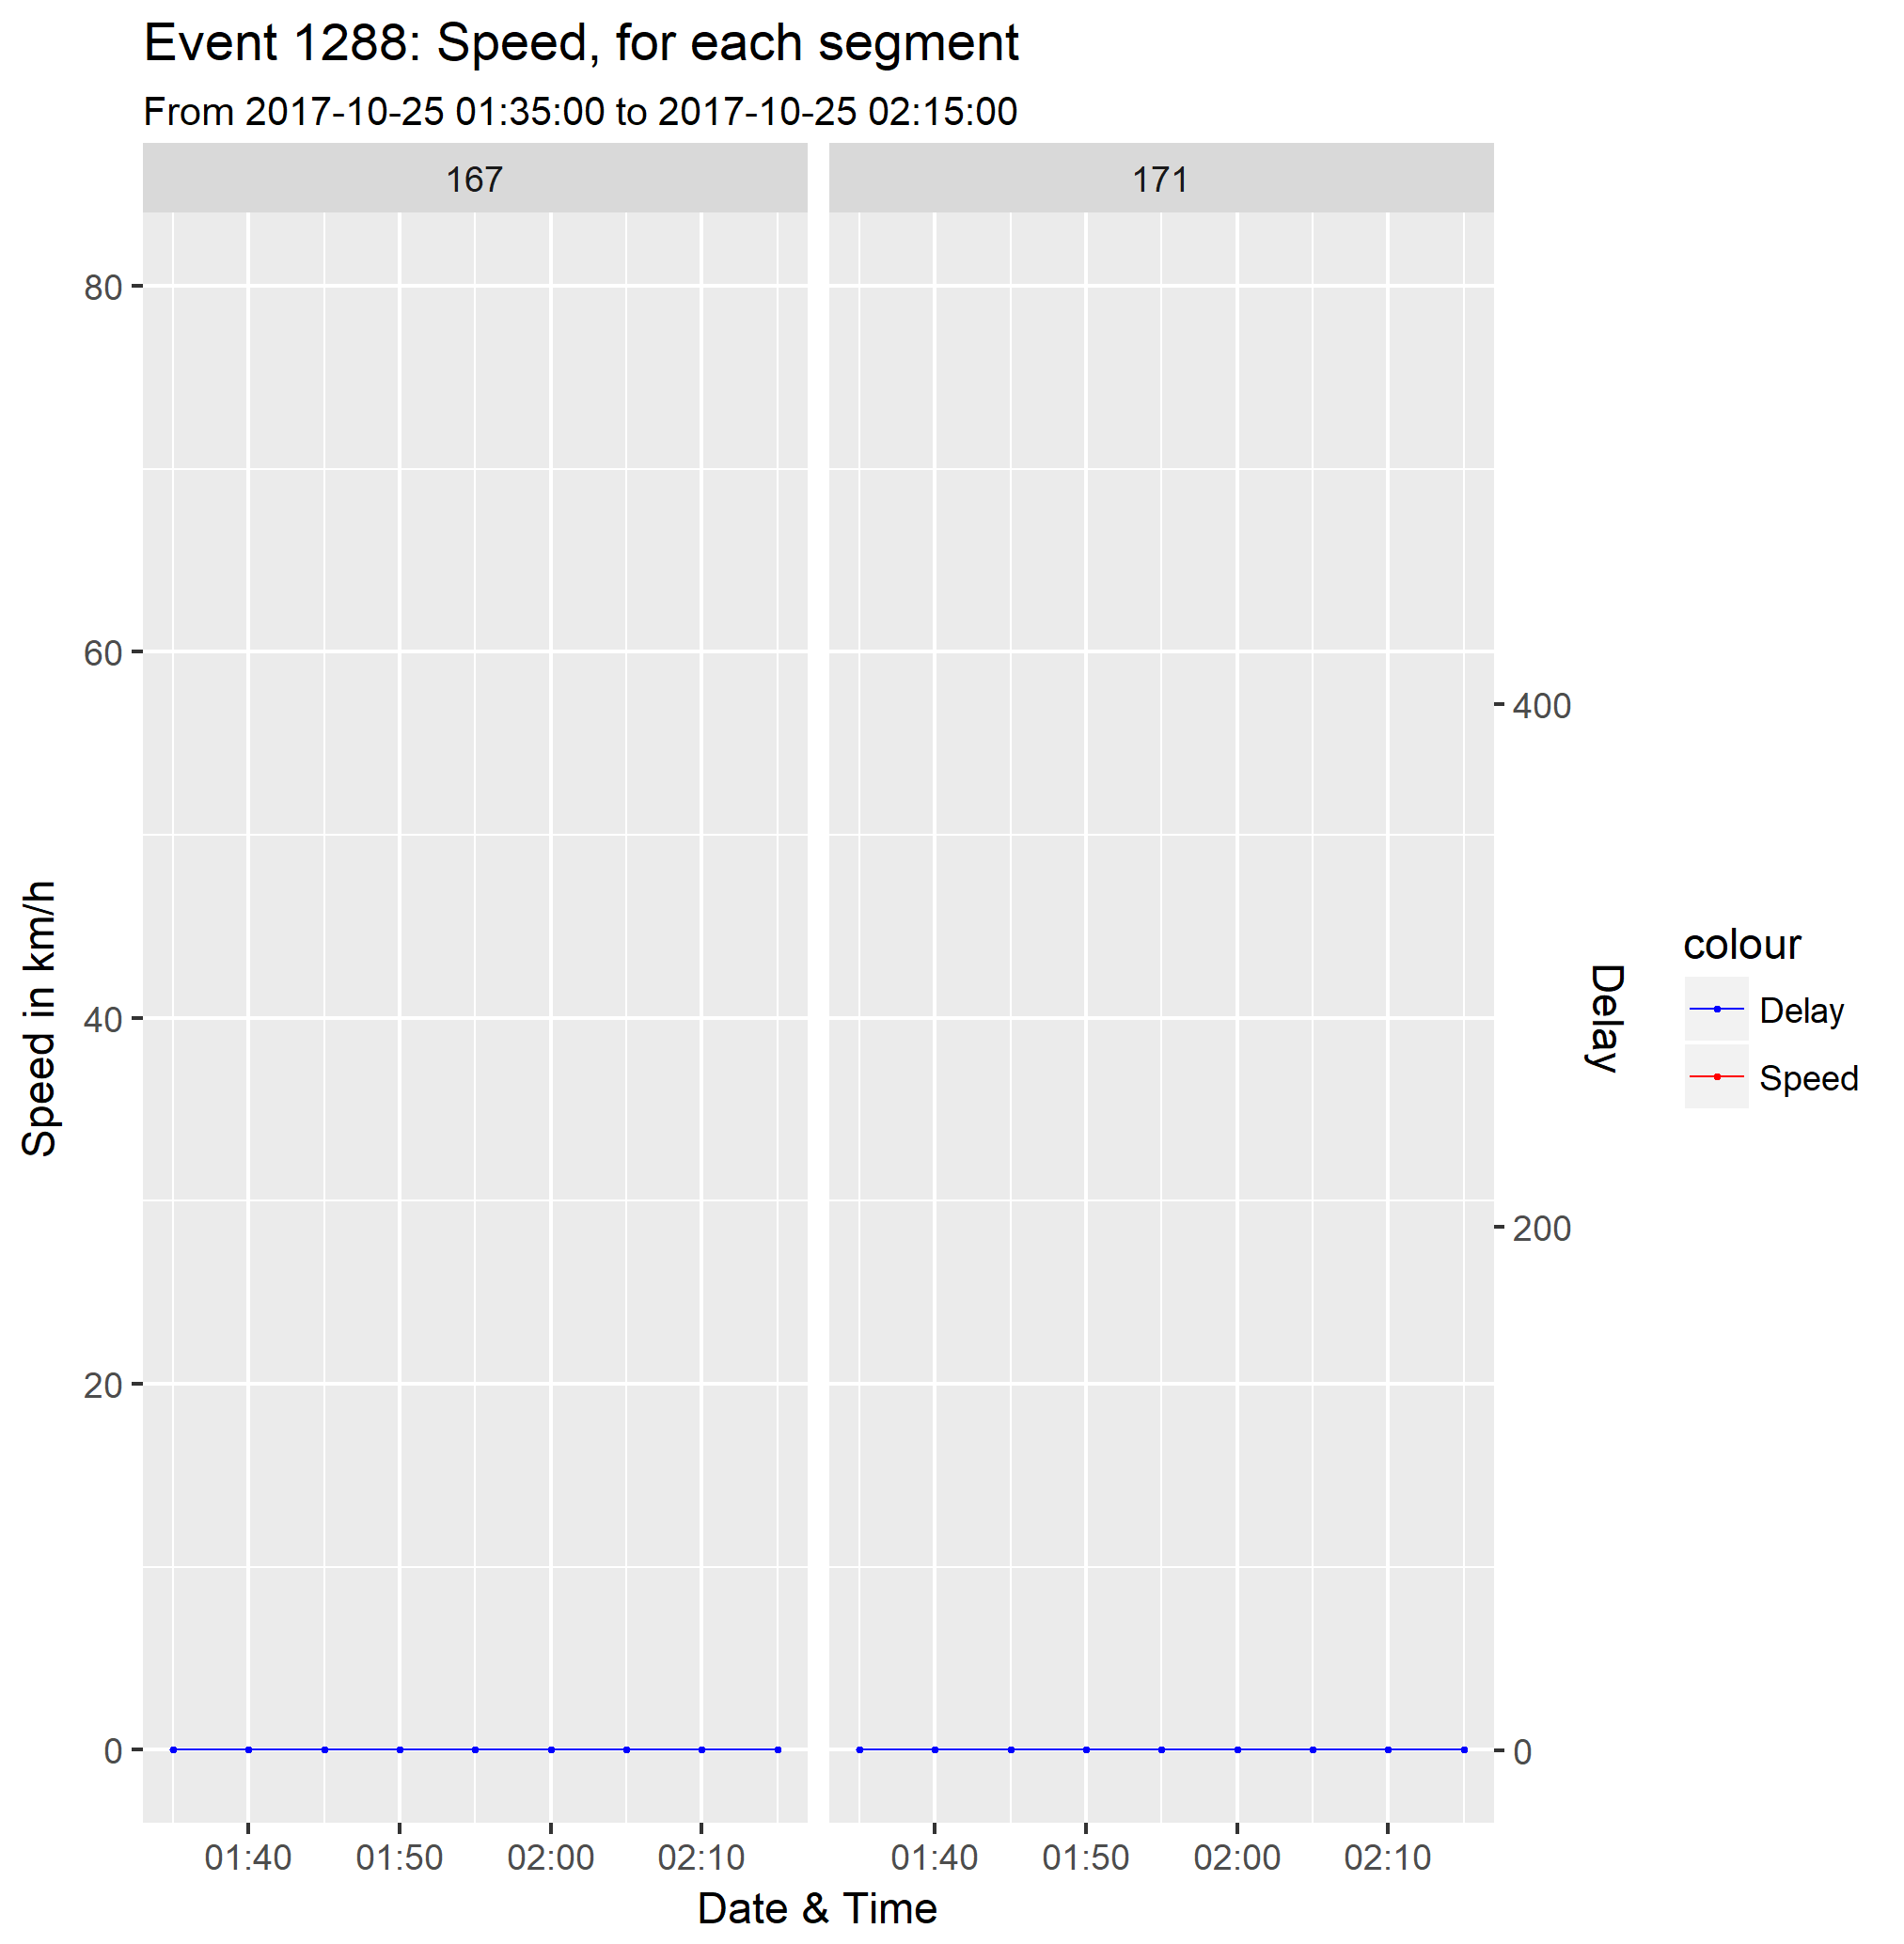 Event 1288: Speed, for each segment
From 2017-10-25 01:35:00 to 2017-10-25 02:15:00
167
171
80
60
40
20
0
Speed in km/h
400
200
0
Delay
01:40 01:50 02:00 02:10
01:40 01:50 02:00 02:10
Date & Time
colour
Delay
Speed